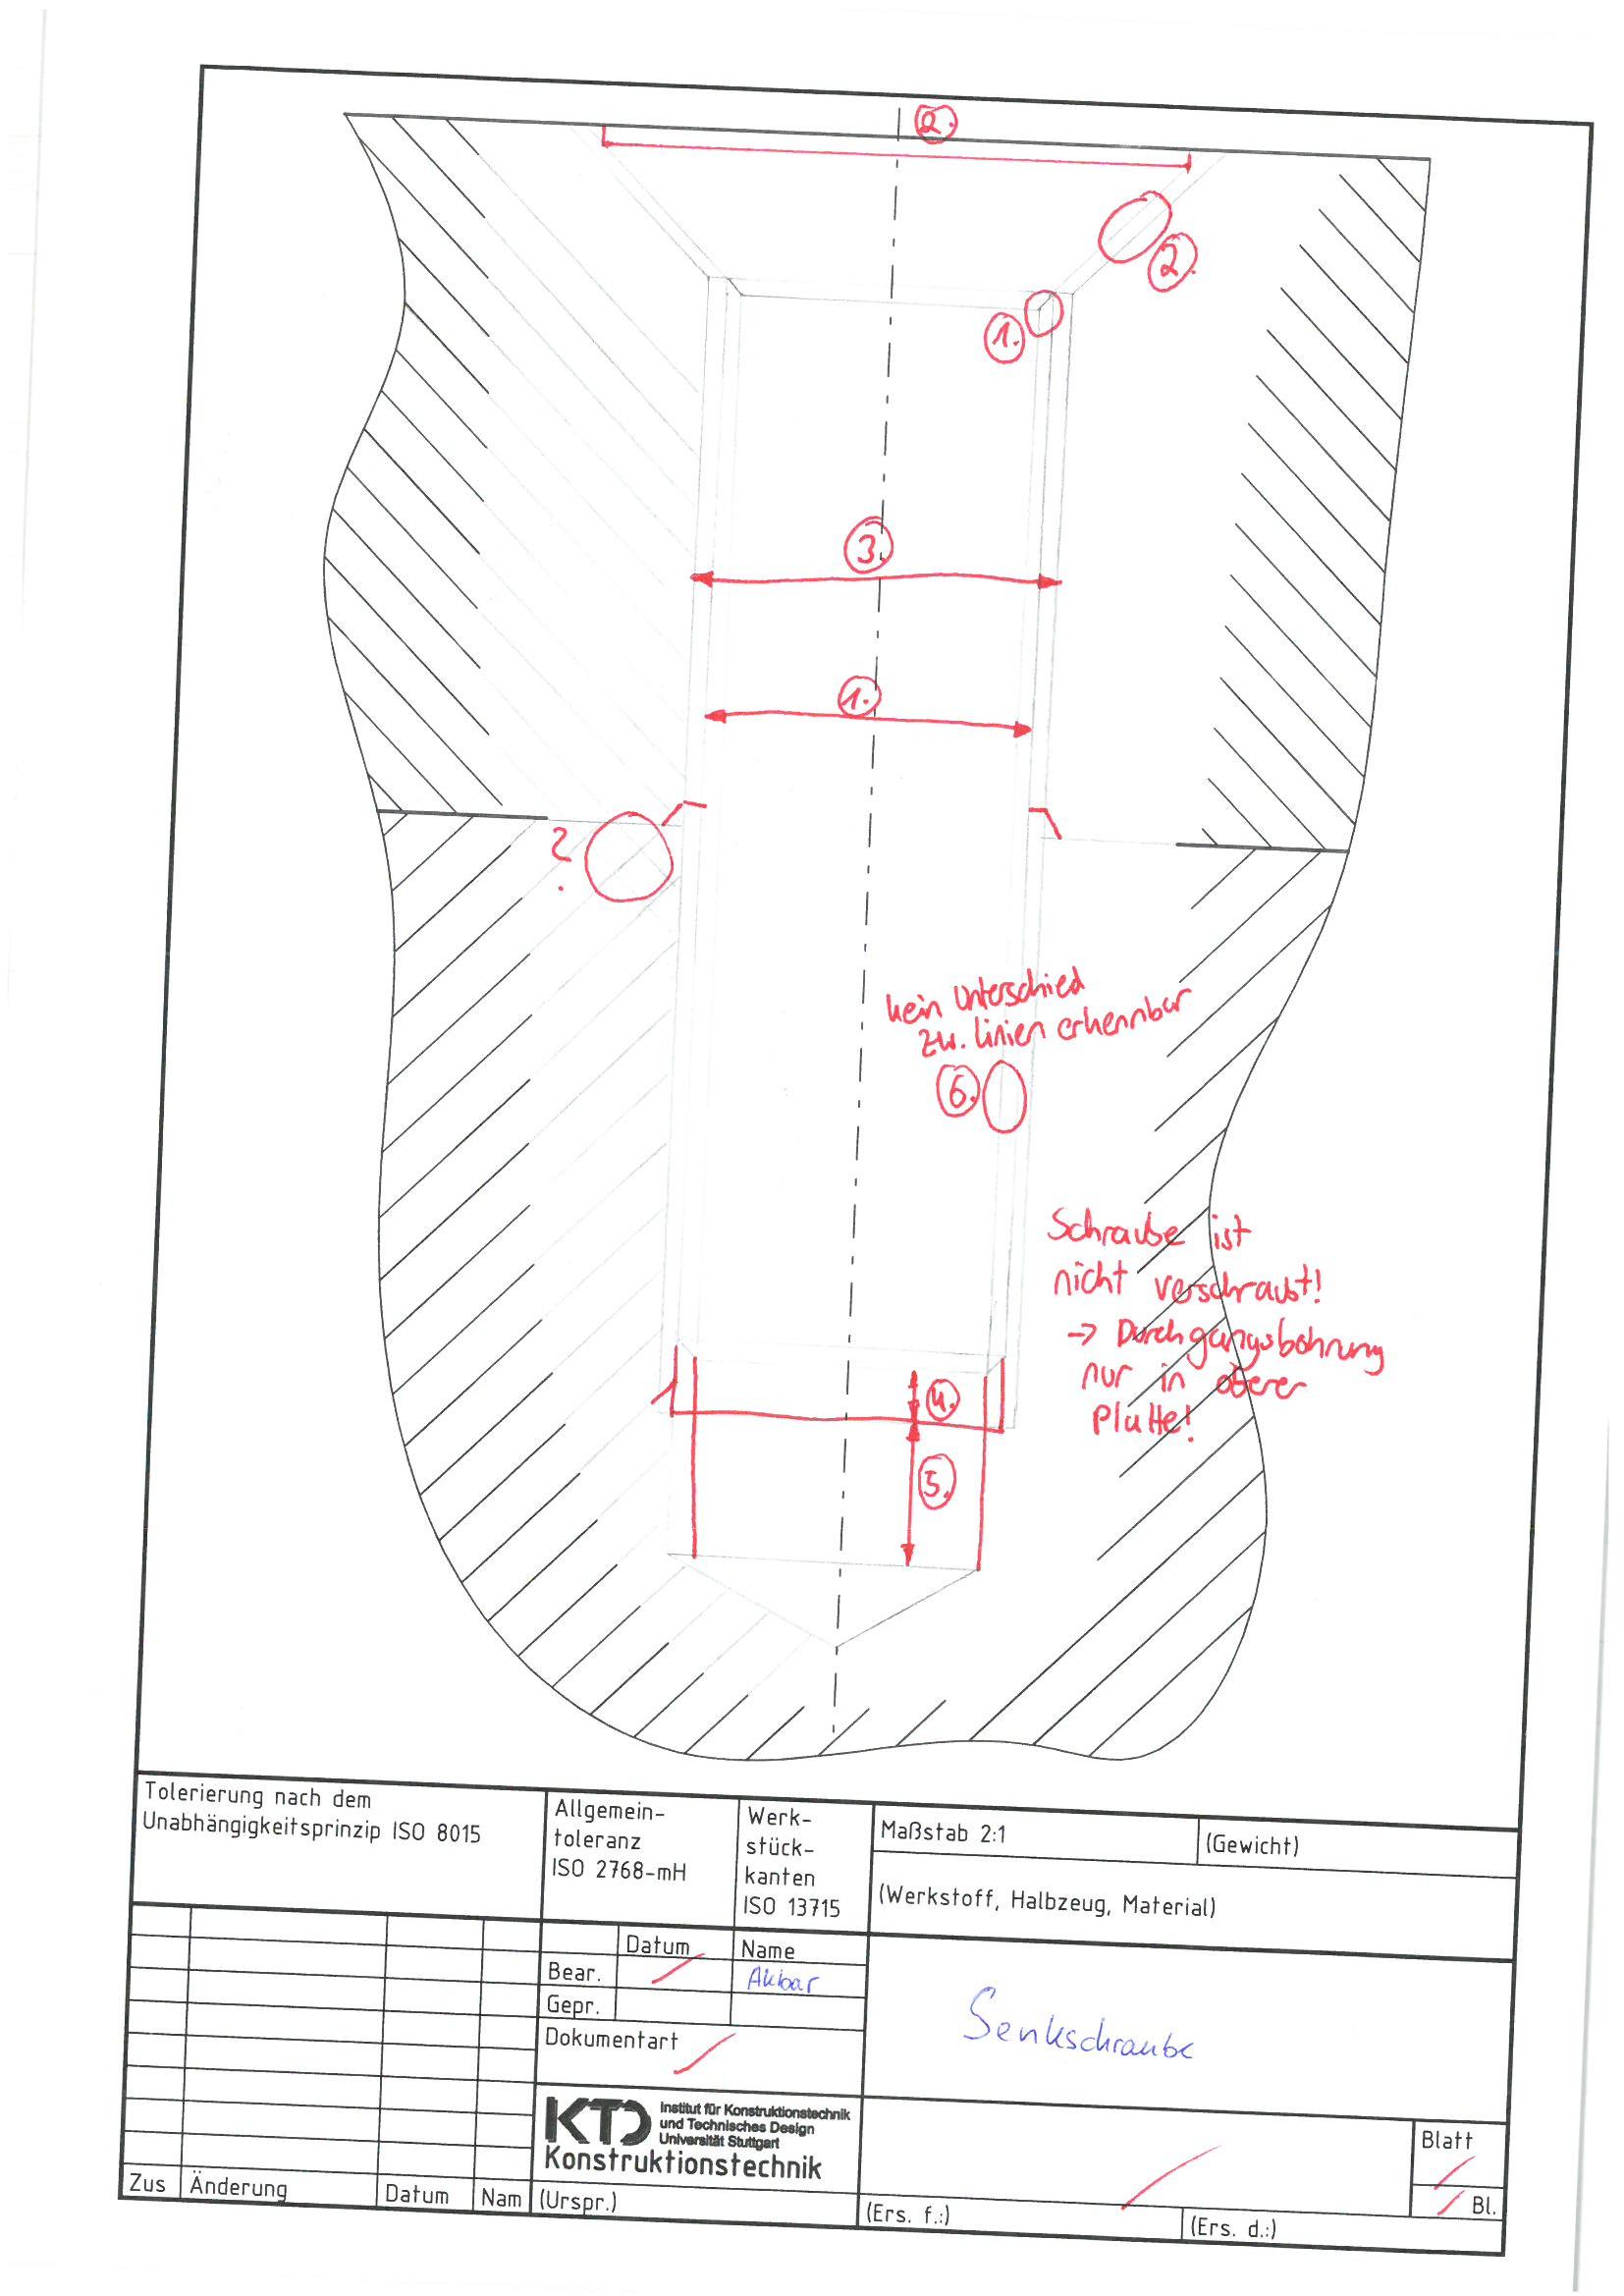 2.
2.
1.
3.
1.
?
kein Unterschied
zw. linien erkennbar
6.
Schraube ist
nicht verschraubt!
-> Durchgangsbohrung
nur in oberer
Platte!
4.
5.
Tolerierung nach dem
Unabhängigkeitsprinzip ISO 8015
Allgemein-
toleranz
ISO 2768-mH
Werk-
stück-
kanten
ISO 13715
Maßstab 2:1
(Gewicht)
(Werkstoff, Halbzeug, Material)
Datum
Name
Bear.
Akbar
Gepr.
Dokumentart
Senkschraube
KTD
Institut für Konstruktionstechnik
und Technisches Design
Universität Stuttgart
Konstruktionstechnik
Blatt
Bl.
Zus
Änderung
Datum
Nam
(Urspr.)
(Ers. f.:)
(Ers. d.:)